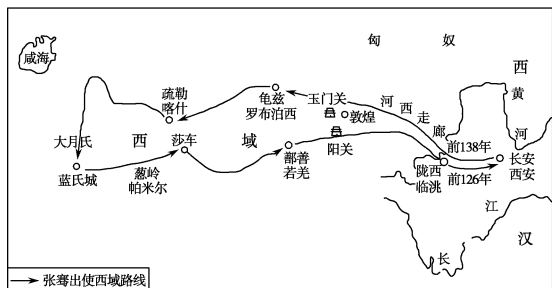 匈奴
咸海
西
疏勒
喀什
龟兹
罗布泊西
玉门关
敦煌
河西走廊
黄河
大月氏
西域
莎车
阳关
前138年
长安
西安
蓝氏城
葱岭
帕米尔
鄯善
若羌
陇西
临洮
前126年
长江
汉
张骞出使西域路线